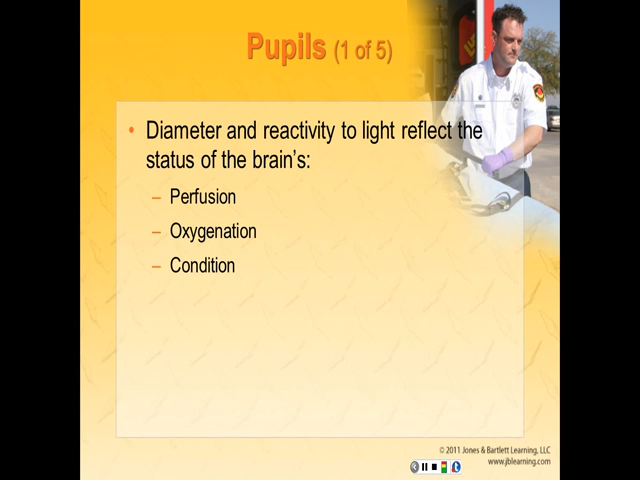 Pupils (1 of 5)
• Diameter and reactivity to light reflect the
status of the brain's:
– Perfusion
– Oxygenation
– Condition
© 2011 Jones & Bartlett Learning, LLC
www.jblearning.com